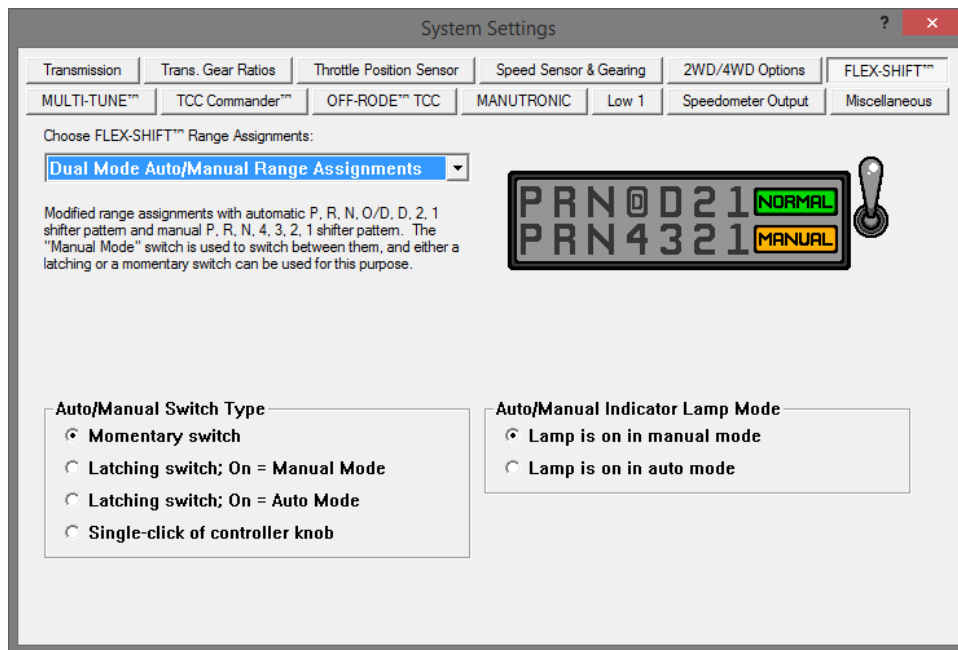 System Settings
?
×
Transmission
Trans. Gear Ratios
Throttle Position Sensor
Speed Sensor & Gearing
2WD/4WD Options
FLEX-SHIFT™
MULTI-TUNE™
TCC Commander™
OFF-RODE™ TCC
MANUTRONIC
Low 1
Speedometer Output
Miscellaneous
Choose FLEX-SHIFT™ Range Assignments:
Dual Mode Auto/Manual Range Assignments
Modified range assignments with automatic P, R, N, O/D, D, 2, 1
shifter pattern and manual P, R, N, 4, 3, 2, 1 shifter pattern. The
"Manual Mode" switch is used to switch between them, and either a
latching or a momentary switch can be used for this purpose.
P R N D D 2 1 NORMAL
P R N 4 3 2 1 MANUAL
Auto/Manual Switch Type
Momentary switch
Latching switch; On = Manual Mode
Latching switch; On = Auto Mode
Single-click of controller knob
Auto/Manual Indicator Lamp Mode
Lamp is on in manual mode
Lamp is on in auto mode